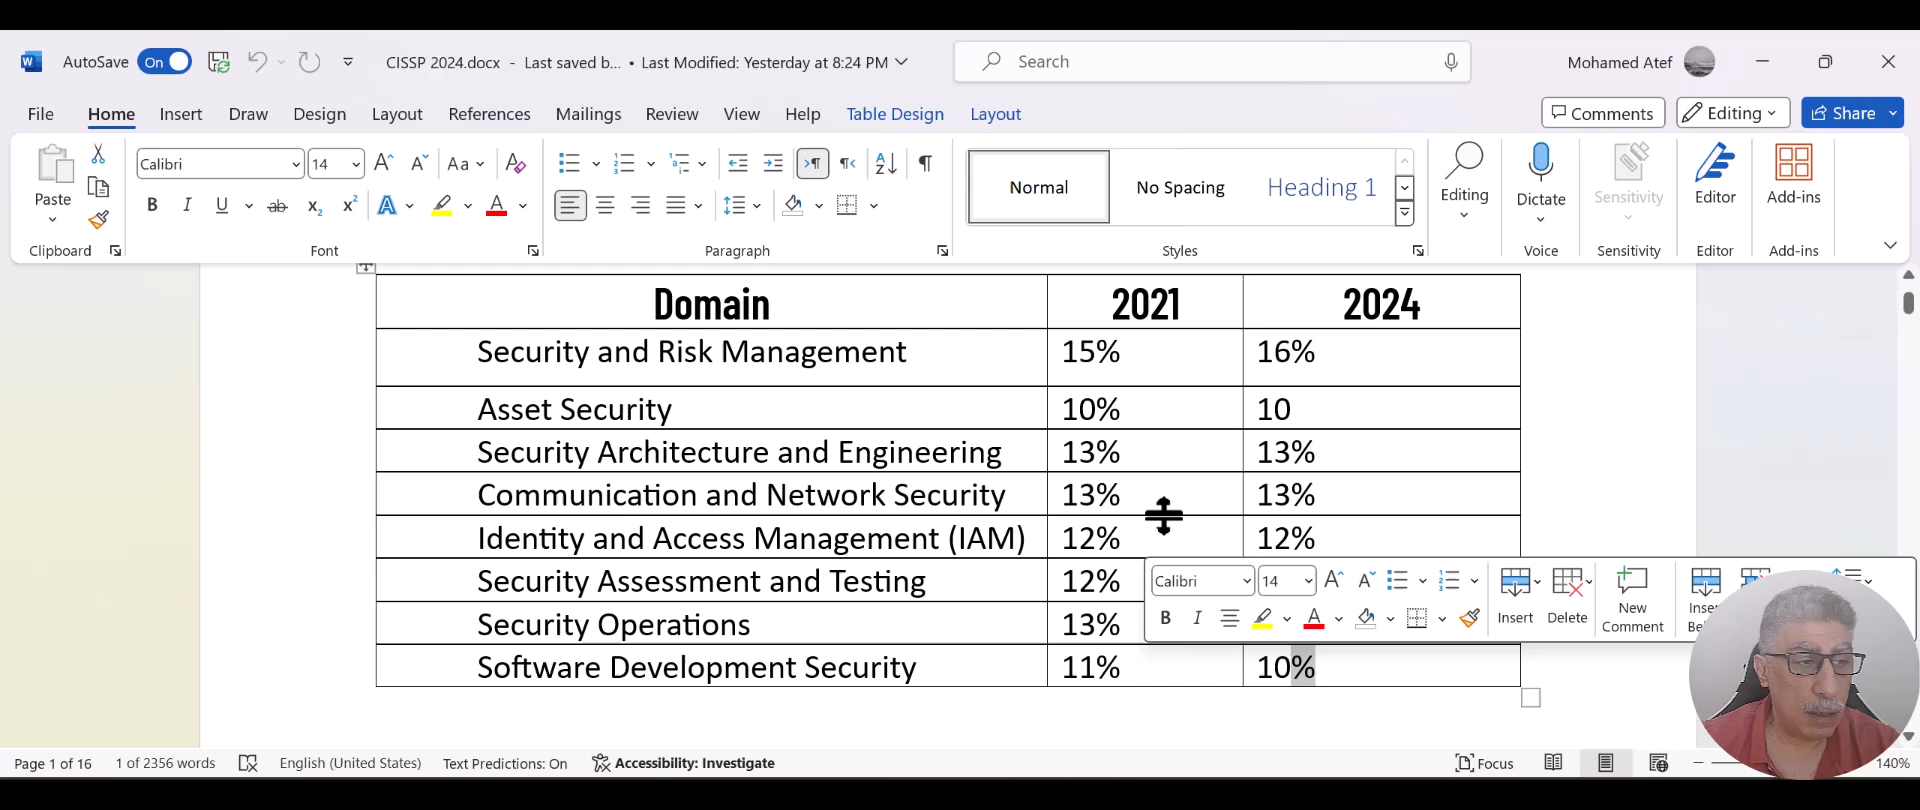 AutoSave On CISSP 2024.docx - Last saved b... • Last Modified: Yesterday at 8:24 PM Search Mohamed Atef
File Home Insert Draw Design Layout References Mailings Review View Help Table Design Layout Comments Editing Share
Paste Calibri 14 Aa Normal No Spacing Heading 1 Editing Dictate Sensitivity Editor Add-ins
Clipboard Font Paragraph Styles Voice Sensitivity Editor Add-ins
Domain 2021 2024
Security and Risk Management 15% 16%
Asset Security 10% 10
Security Architecture and Engineering 13% 13%
Communication and Network Security 13% 13%
Identity and Access Management (IAM) 12% 12%
Security Assessment and Testing 12%
Security Operations 13%
Software Development Security 11% 10%
Calibri 14
B I A Insert Delete New Comment
Page 1 of 16 1 of 2356 words English (United States) Text Predictions: On Accessibility: Investigate Focus 140%